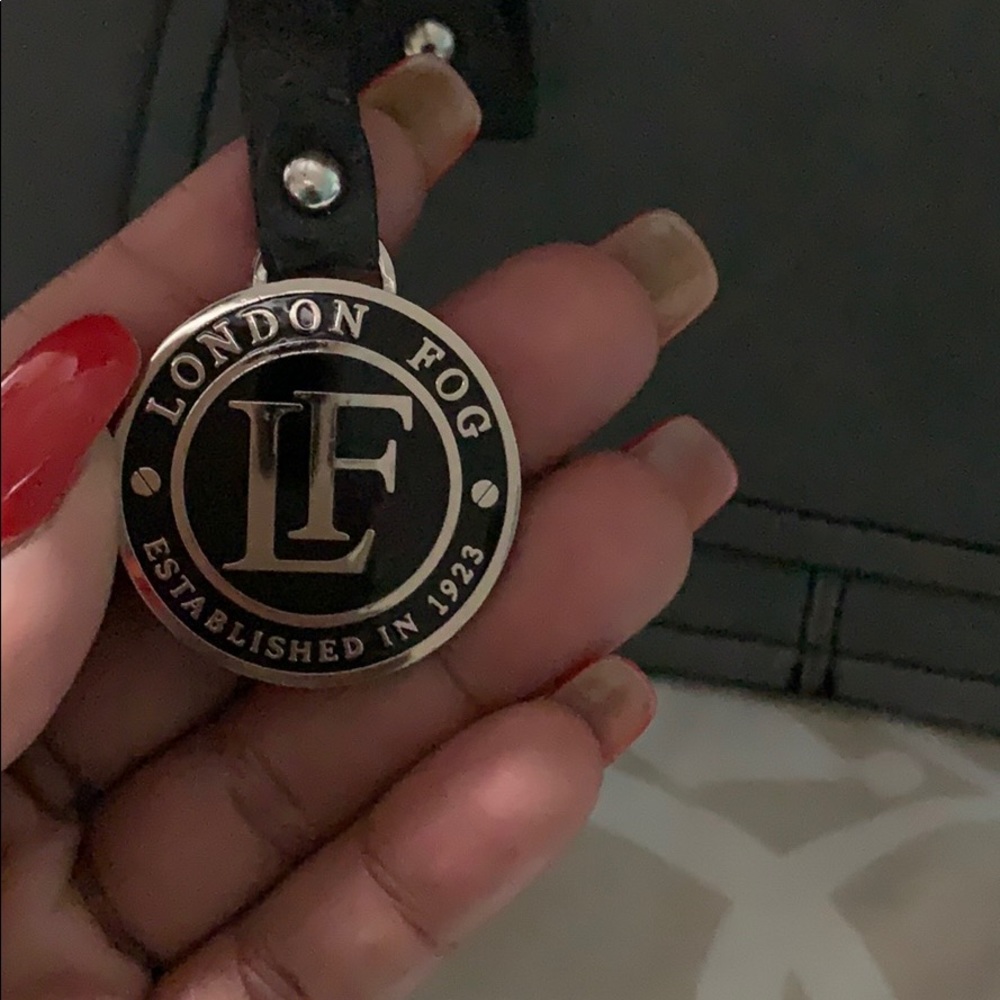 LONDON FOG
LF
ESTABLISHED IN 1923